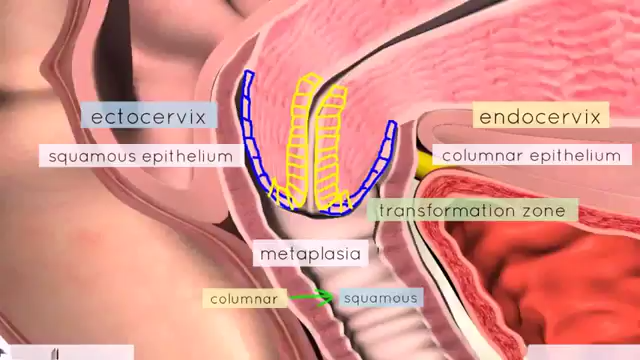 ectocervix
squamous epithelium
endocervix
columnar epithelium
transformation zone
metaplasia
columnar
squamous